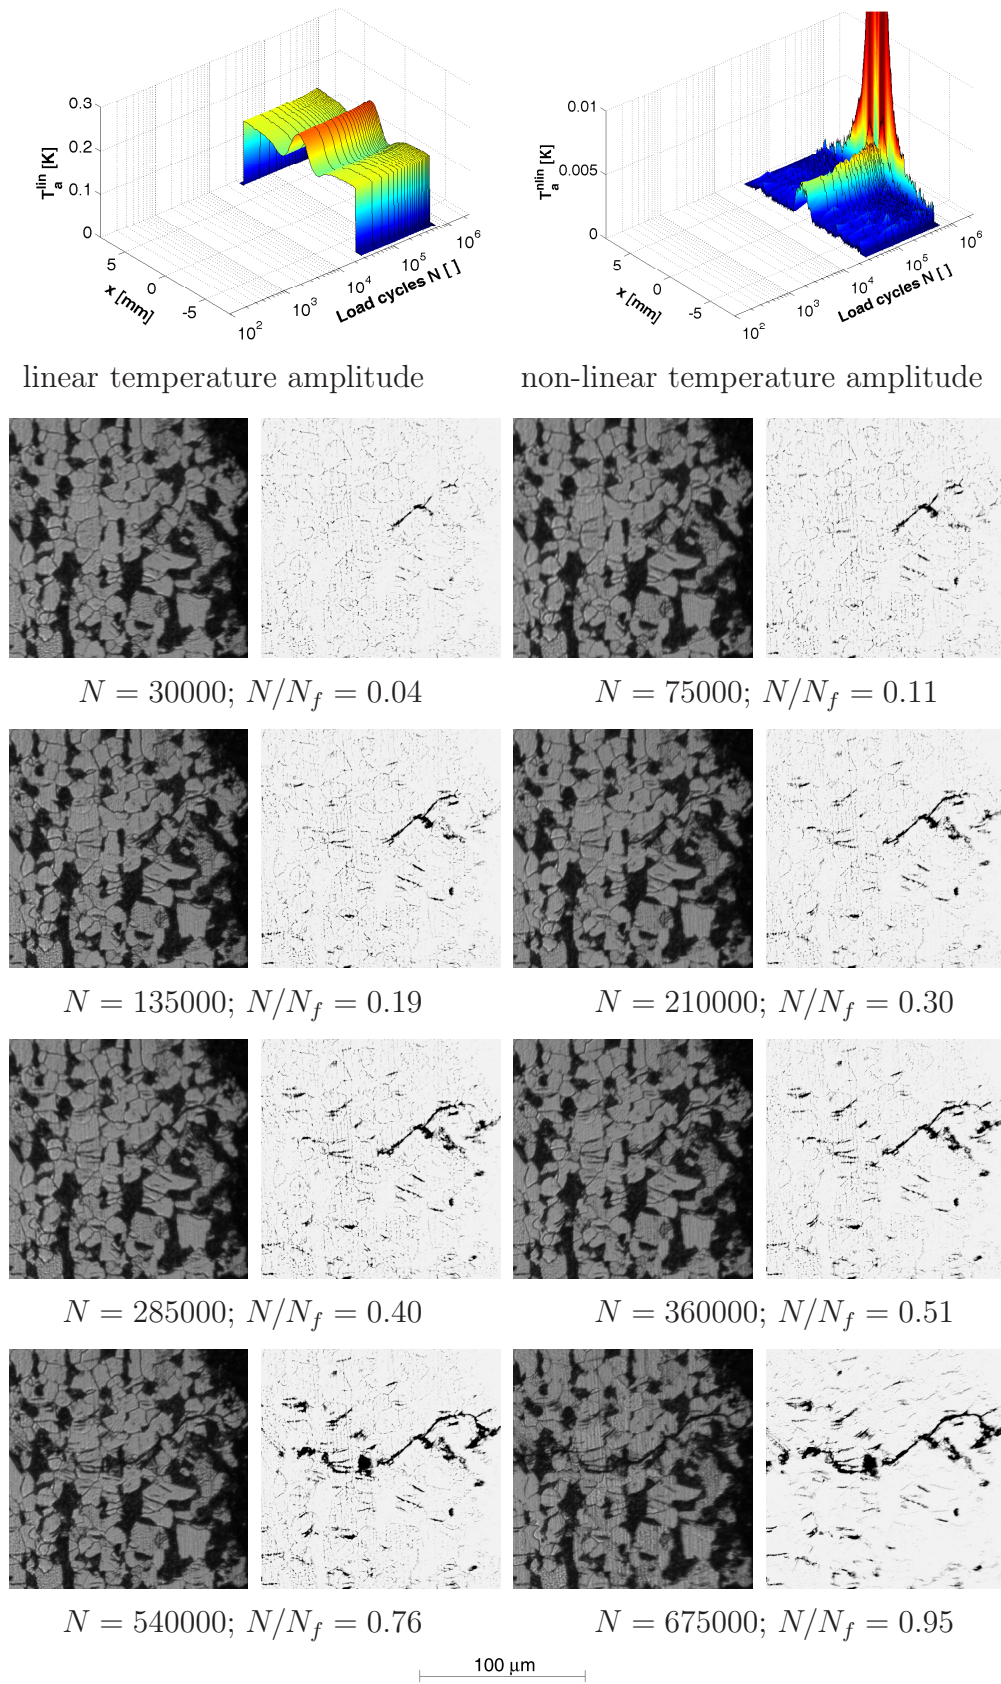 0.3
0.2
0.1
0
T_a^lin [K]
5
0
-5
x [mm]
10^2
10^3
10^4
10^5
10^6
Load cycles N [ ]
0.01
0.005
0
T_a^nlin [K]
5
0
-5
x [mm]
10^2
10^3
10^4
10^5
10^6
Load cycles N [ ]
linear temperature amplitude
non-linear temperature amplitude
N = 30000; N/N_f = 0.04
N = 75000; N/N_f = 0.11
N = 135000; N/N_f = 0.19
N = 210000; N/N_f = 0.30
N = 285000; N/N_f = 0.40
N = 360000; N/N_f = 0.51
N = 540000; N/N_f = 0.76
N = 675000; N/N_f = 0.95
100 μm